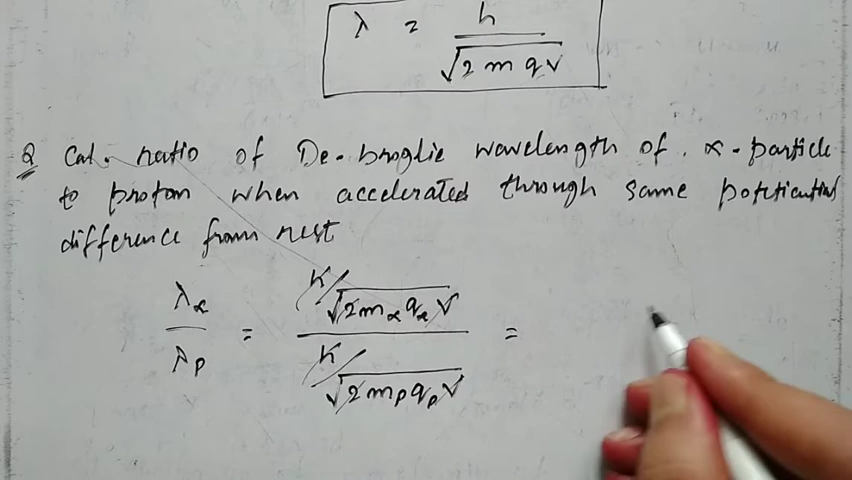 λ = h / √2mqV
Q Cal. ratio of De-broglie wavelength of α-particle
to proton when accelerated through same potential
difference from rest
λα / λp = h/√2mαqαV / h/√2mpqpV =